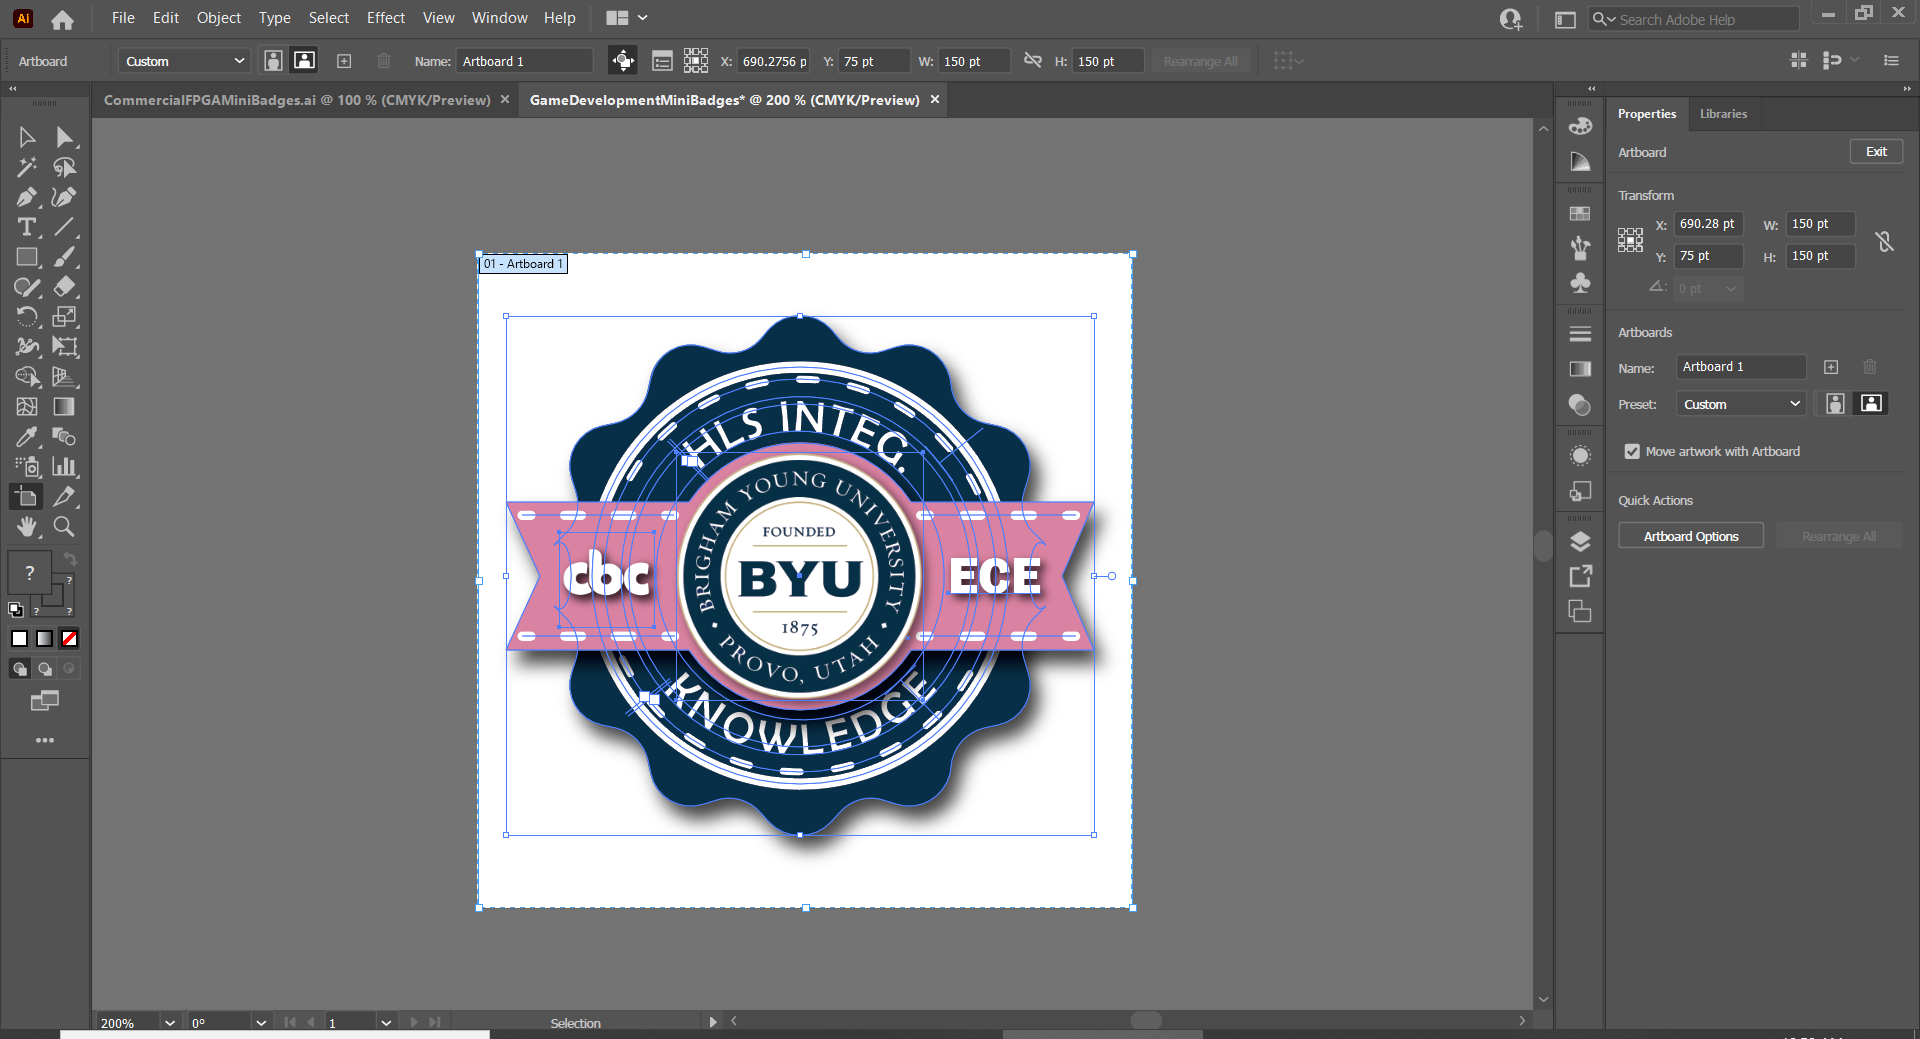 Ai File Edit Object Type Select Effect View Window Help Search Adobe Help
Artboard Custom Name: Artboard 1 X: 690.2756 p Y: 75 pt W: 150 pt H: 150 pt Rearrange All
CommercialFPGAMiniBadges.ai @ 100 % (CMYK/Preview) × GameDevelopmentMiniBadges* @ 200 % (CMYK/Preview) ×
Properties Libraries
Artboard Exit
Transform
X: 690.28 pt W: 150 pt
Y: 75 pt H: 150 pt
0 pt
Artboards
Name: Artboard 1
Preset: Custom
Move artwork with Artboard
Quick Actions
Artboard Options Rearrange All
01 - Artboard 1
HLS INTEG.
BRIGHAM YOUNG UNIVERSITY
FOUNDED
cbc BYU ECE
1875
• PROVO, UTAH •
KNOWLEDGE
? ?
? ?
200% 0° 1 Selection